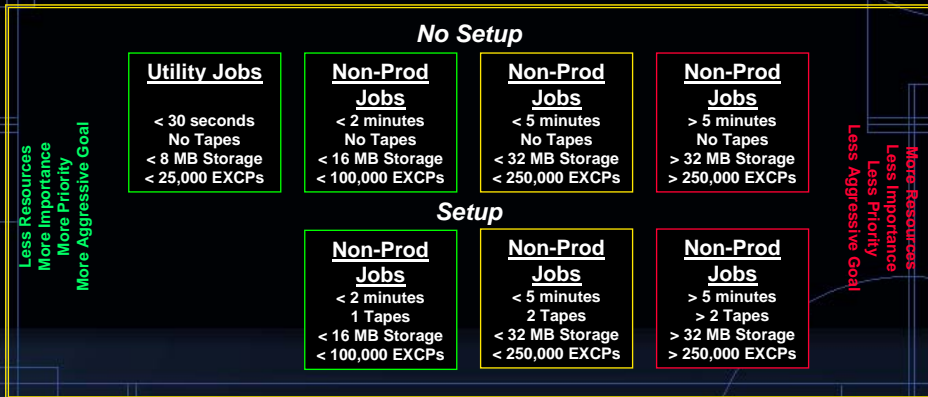 No Setup
Utility Jobs
< 30 seconds
No Tapes
< 8 MB Storage
< 25,000 EXCPs
Non-Prod
Jobs
< 2 minutes
No Tapes
< 16 MB Storage
< 100,000 EXCPs
Non-Prod
Jobs
< 5 minutes
No Tapes
< 32 MB Storage
< 250,000 EXCPs
Non-Prod
Jobs
> 5 minutes
No Tapes
> 32 MB Storage
> 250,000 EXCPs
Less Resources
More Importance
More Priority
More Aggressive Goal
More Resources
Less Importance
Less Priority
Less Aggressive Goal
Setup
Non-Prod
Jobs
< 2 minutes
1 Tapes
< 16 MB Storage
< 100,000 EXCPs
Non-Prod
Jobs
< 5 minutes
2 Tapes
< 32 MB Storage
< 250,000 EXCPs
Non-Prod
Jobs
> 5 minutes
> 2 Tapes
> 32 MB Storage
> 250,000 EXCPs